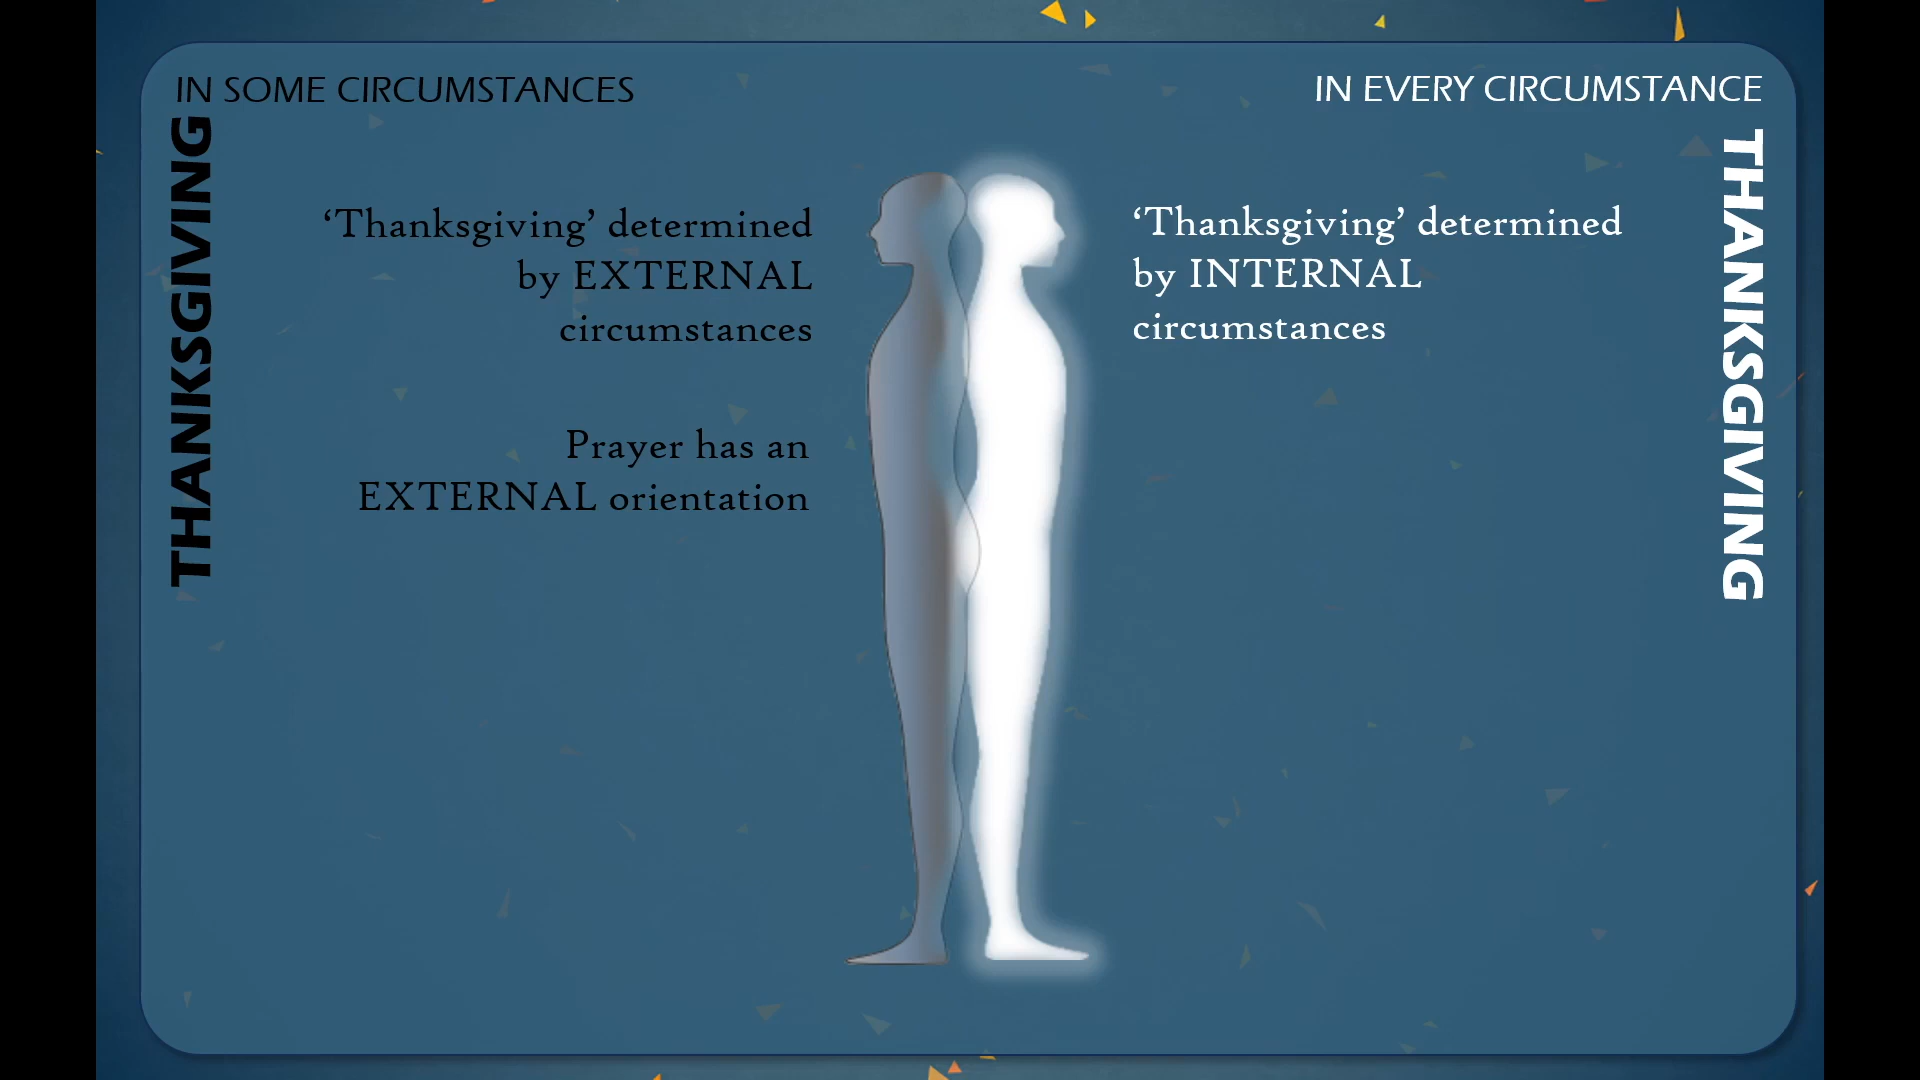 IN SOME CIRCUMSTANCES
THANKSGIVING
‘Thanksgiving’ determined
by EXTERNAL
circumstances
Prayer has an
EXTERNAL orientation
IN EVERY CIRCUMSTANCE
THANKSGIVING
‘Thanksgiving’ determined
by INTERNAL
circumstances